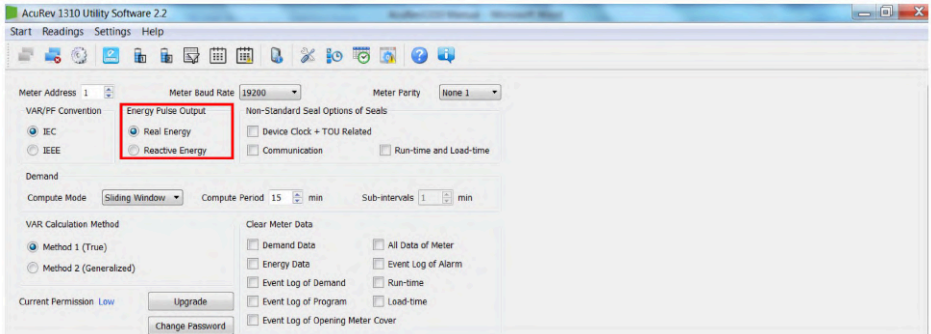 AcuRev 1310 Utility Software 2.2
Start Readings Settings Help
Meter Address 1 Meter Baud Rate 19200 Meter Parity None 1
VAR/PF Convention Energy Pulse Output Non-Standard Seal Options of Seals
IEC Real Energy Device Clock + TOU Related
IEEE Reactive Energy Communication Run-time and Load-time
Demand
Compute Mode Sliding Window Compute Period 15 min Sub-intervals 1 min
VAR Calculation Method Clear Meter Data
Method 1 (True) Demand Data All Data of Meter
Method 2 (Generalized) Energy Data Event Log of Alarm
Event Log of Demand Run-time
Current Permission Low Upgrade Event Log of Program Load-time
Change Password Event Log of Opening Meter Cover